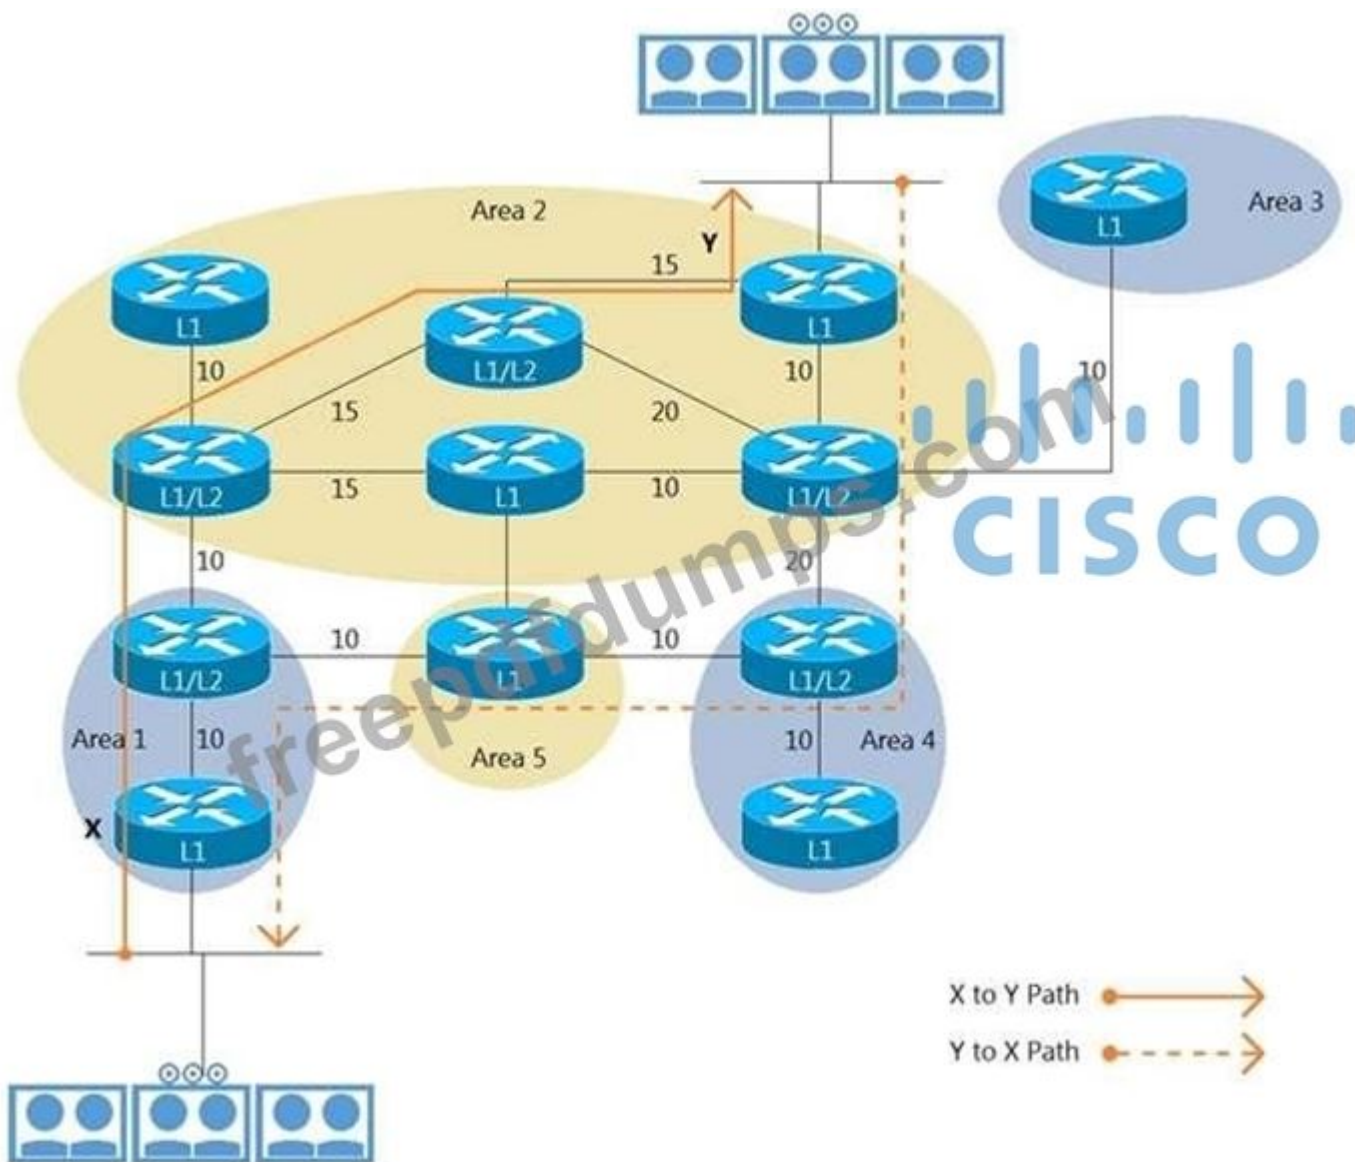 Area 2
Area 3
L1
Y
15
L1
L1
L1/L2
10
10
10
15
20
L1/L2
L1
L1/L2
15
10
CISCO
10
20
freepdfdumps.com
10
10
L1/L2
L1
L1/L2
Area 1
10
Area 5
10
Area 4
X
L1
L1
X to Y Path
Y to X Path